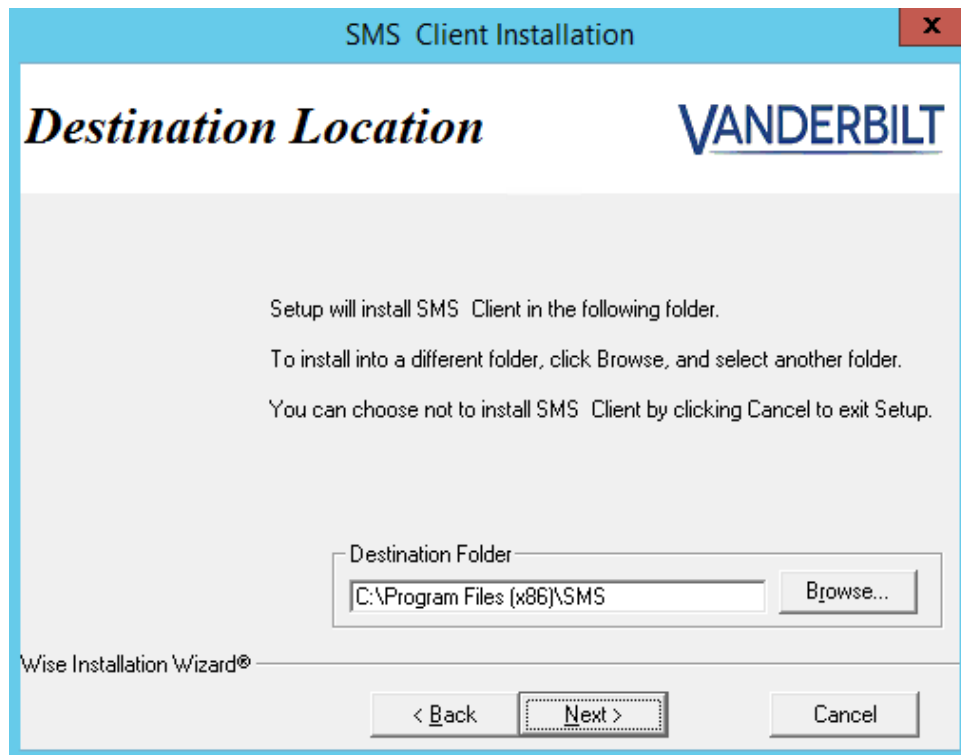 SMS  Client Installation
x
Destination Location
VANDERBILT
Setup will install SMS  Client in the following folder.
To install into a different folder, click Browse, and select another folder.
You can choose not to install SMS  Client by clicking Cancel to exit Setup.
Destination Folder
C:\Program Files (x86)\SMS
Browse...
Wise Installation Wizard®
< Back
Next >
Cancel